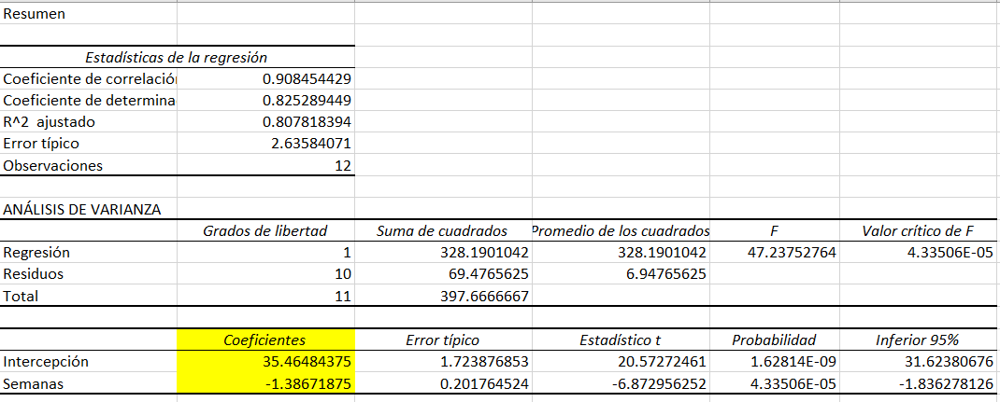 Resumen
Estadísticas de la regresión
Coeficiente de correlació 0.908454429
Coeficiente de determina 0.825289449
R^2 ajustado 0.807818394
Error típico 2.63584071
Observaciones 12
ANÁLISIS DE VARIANZA
Grados de libertad Suma de cuadrados Promedio de los cuadrados F Valor crítico de F
Regresión 1 328.1901042 328.1901042 47.23752764 4.33506E-05
Residuos 10 69.4765625 6.94765625
Total 11 397.6666667
Coeficientes Error típico Estadístico t Probabilidad Inferior 95%
Intercepción 35.46484375 1.723876853 20.57272461 1.62814E-09 31.62380676
Semanas -1.38671875 0.201764524 -6.872956252 4.33506E-05 -1.836278126